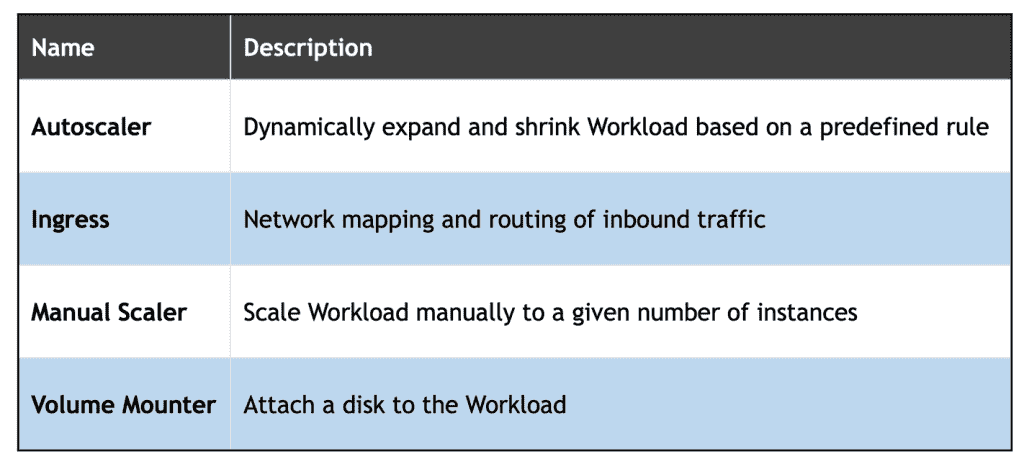 Name Description
Autoscaler Dynamically expand and shrink Workload based on a predefined rule
Ingress Network mapping and routing of inbound traffic
Manual Scaler Scale Workload manually to a given number of instances
Volume Mounter Attach a disk to the Workload